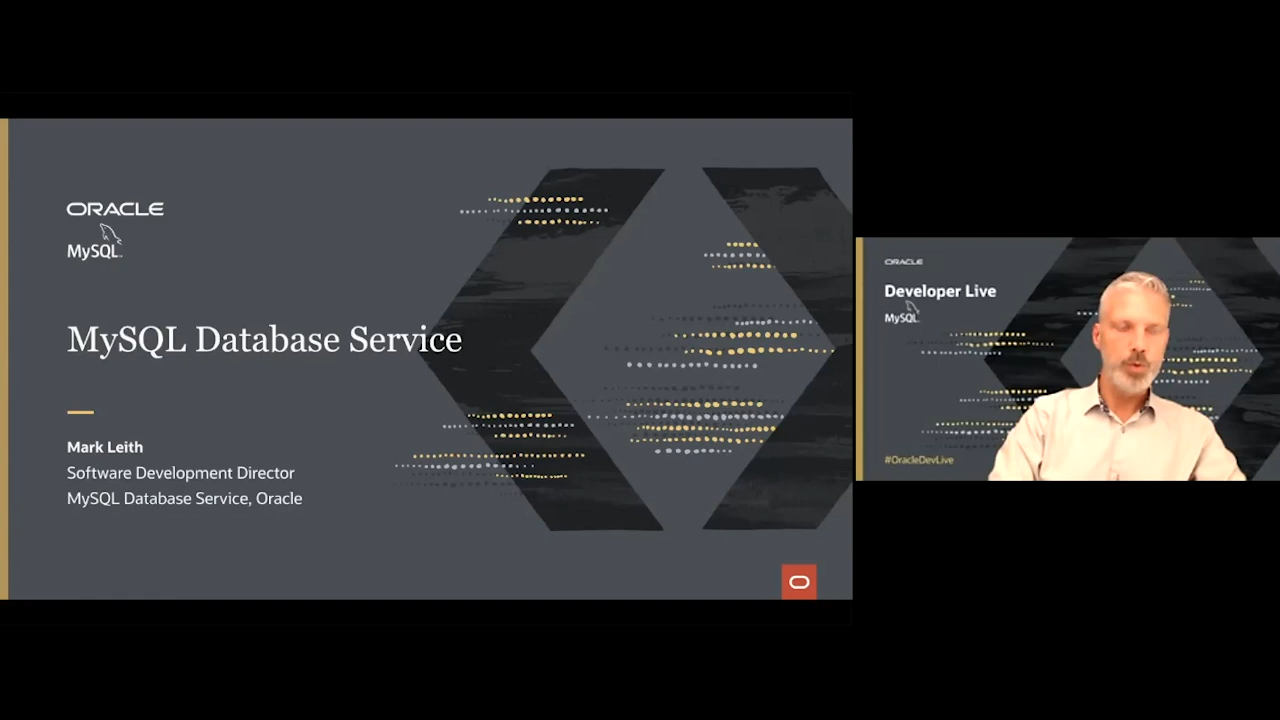 ORACLE
MySQL
MySQL Database Service
Mark Leith
Software Development Director
MySQL Database Service, Oracle
ORACLE
Developer Live
MySQL
#OracleDevLive